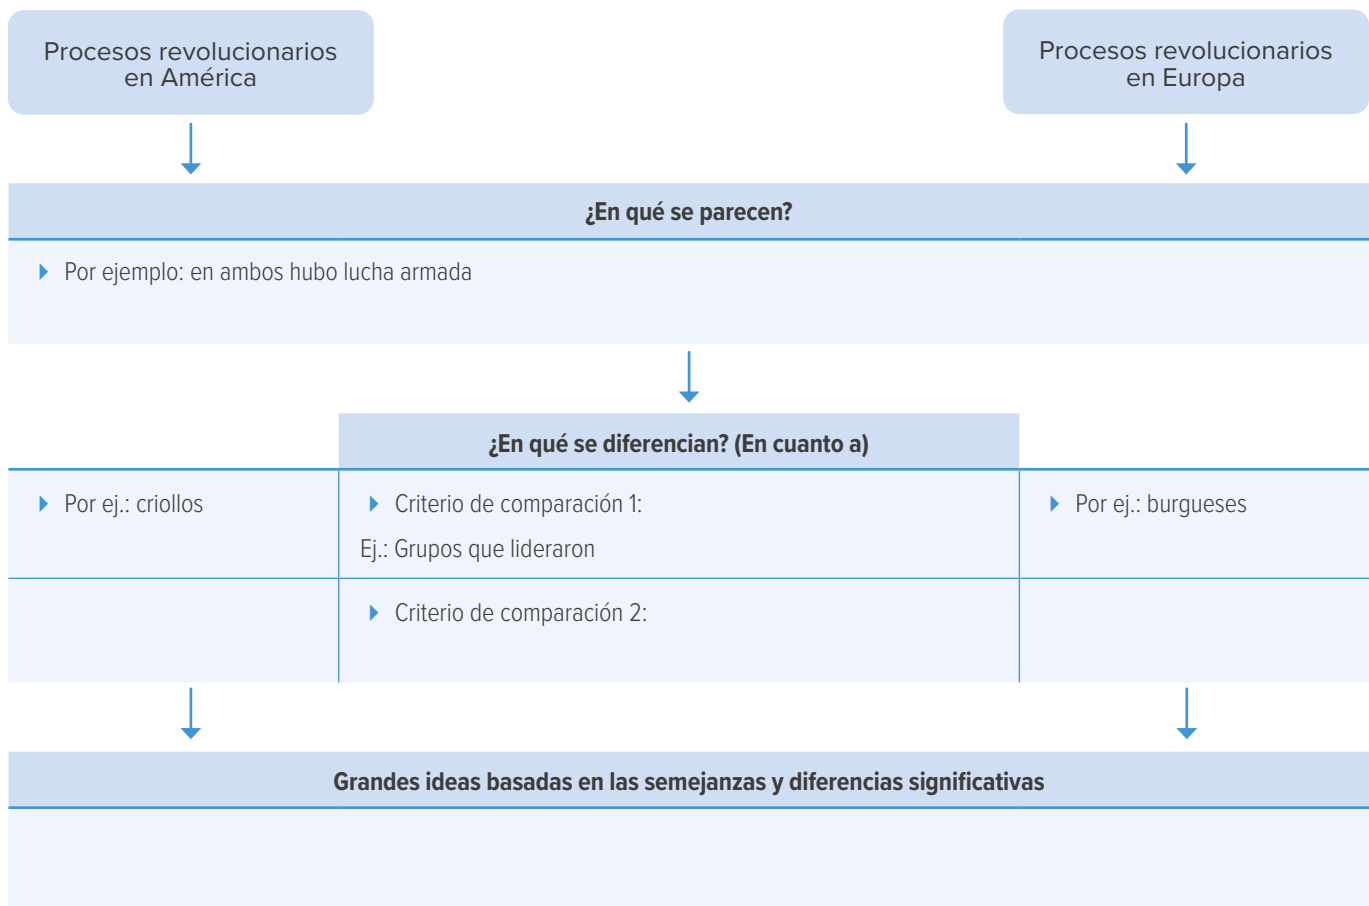 Procesos revolucionarios
en América
Procesos revolucionarios
en Europa
¿En qué se parecen?
Por ejemplo: en ambos hubo lucha armada
¿En qué se diferencian? (En cuanto a)
Por ej.: criollos
Criterio de comparación 1:
Ej.: Grupos que lideraron
Por ej.: burgueses
Criterio de comparación 2:
Grandes ideas basadas en las semejanzas y diferencias significativas